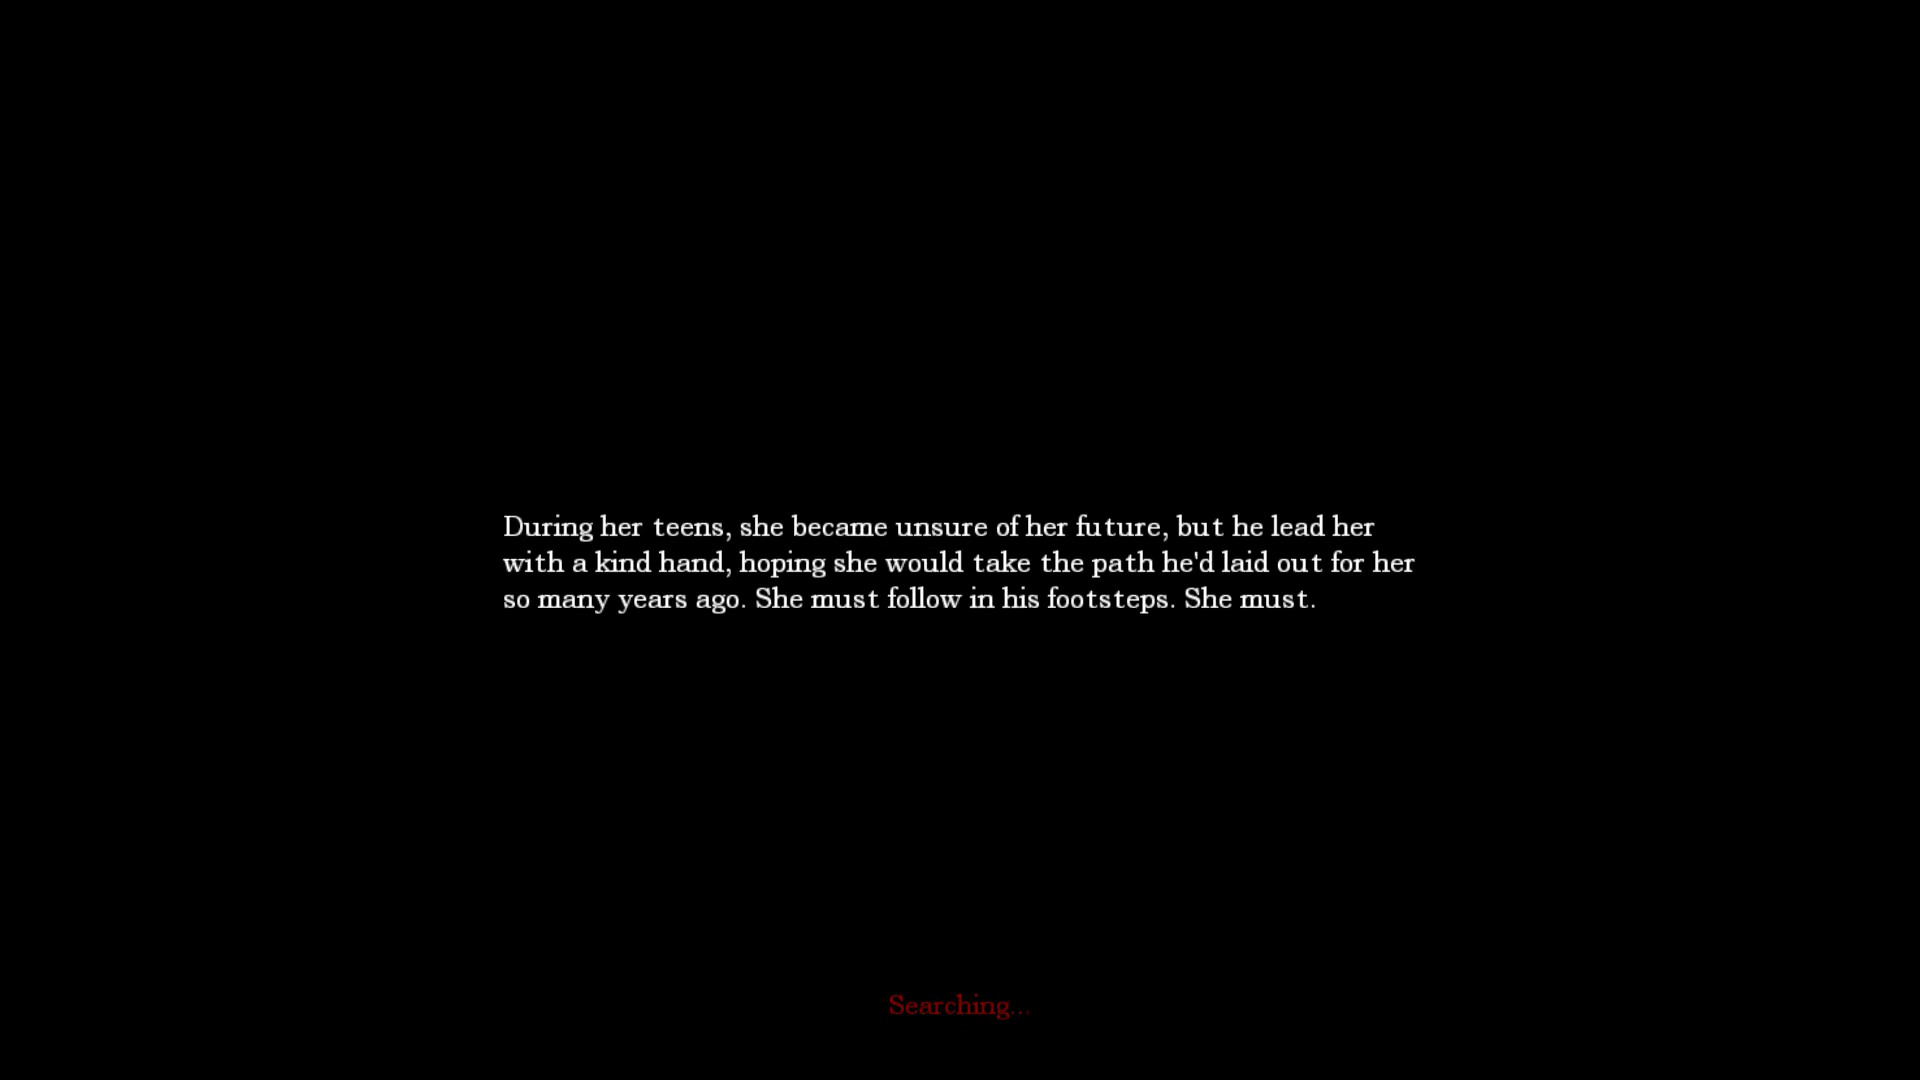 During her teens, she became unsure of her future, but he lead her
with a kind hand, hoping she would take the path he'd laid out for her
so many years ago. She must follow in his footsteps. She must.
Searching...